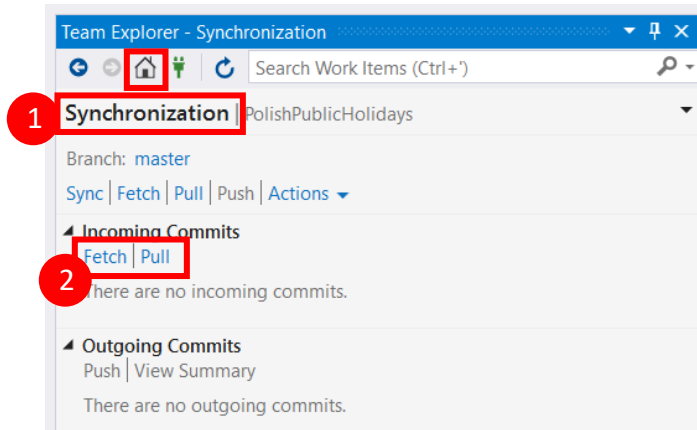 Team Explorer - Synchronization
Search Work Items (Ctrl+')
1
Synchronization | PolishPublicHolidays
Branch: master
Sync | Fetch | Pull | Push | Actions
Incoming Commits
Fetch | Pull
2
There are no incoming commits.
Outgoing Commits
Push | View Summary
There are no outgoing commits.